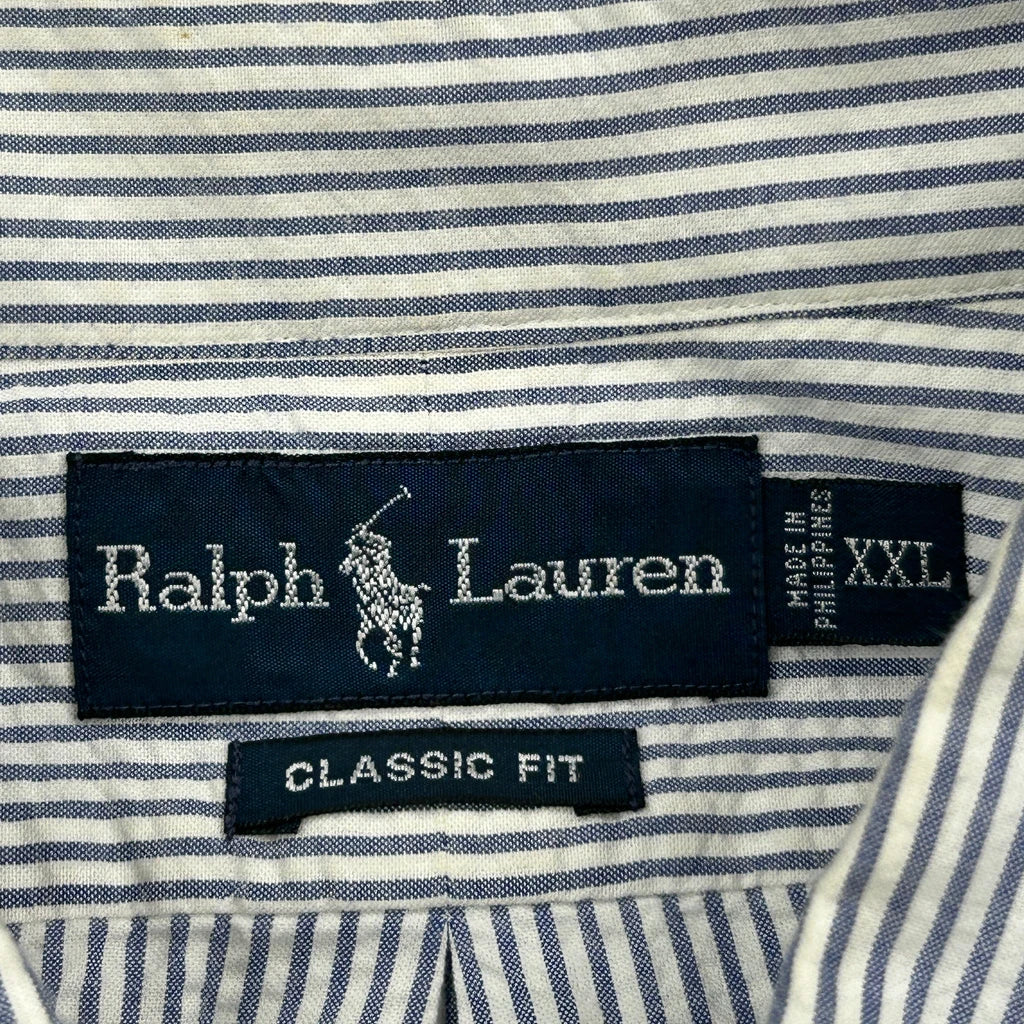 Ralph Lauren
MADE IN
PHILIPPINES
XXL
CLASSIC FIT